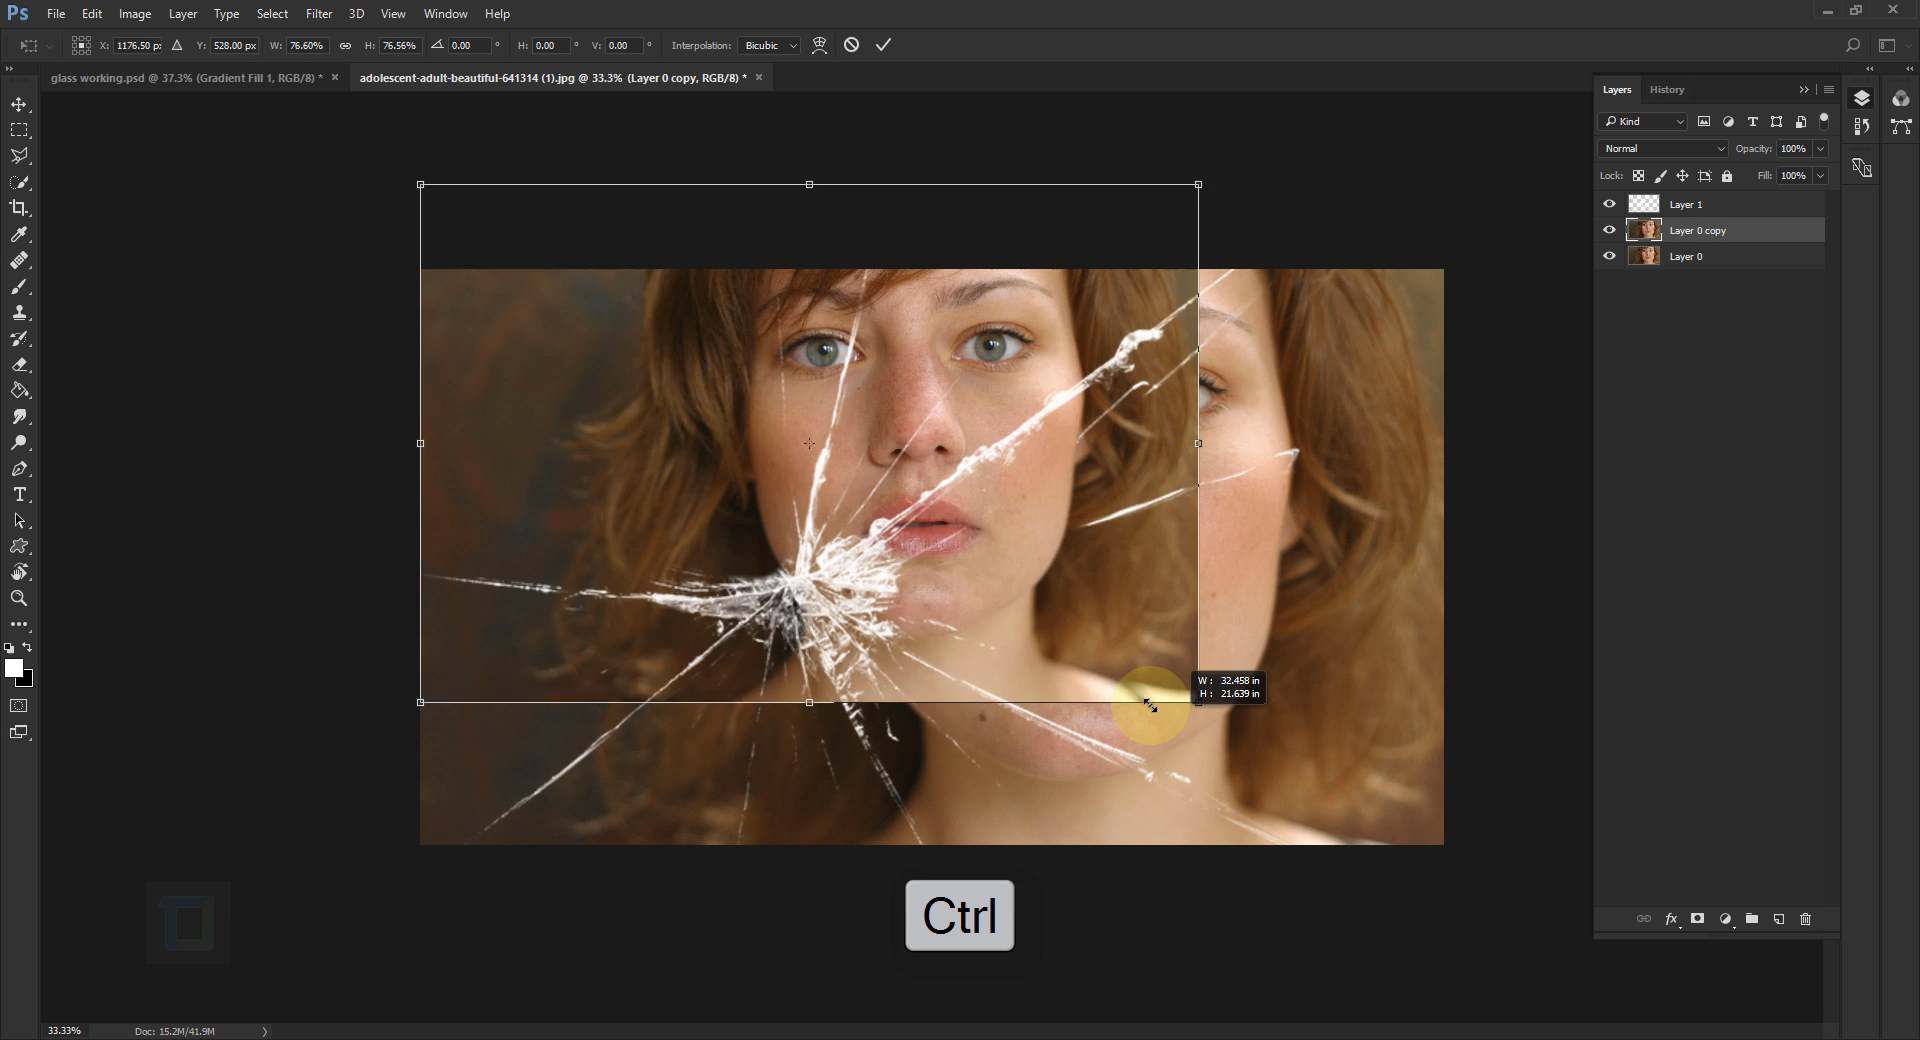 Ps File Edit Image Layer Type Select Filter 3D View Window Help
X: 1176.50 px Y: 528.00 px W: 76.60% H: 76.56% 0.00 ° H: 0.00 ° V: 0.00 ° Interpolation: Bicubic
glass working.psd @ 37.3% (Gradient Fill 1, RGB/8) * × adolescent-adult-beautiful-641314 (1).jpg @ 33.3% (Layer 0 copy, RGB/8) * ×
Layers History
Kind
Normal Opacity: 100%
Lock: Fill: 100%
Layer 1
Layer 0 copy
Layer 0
W : 32.458 in
H : 21.639 in
Ctrl
fx
33.33% Doc: 15.2M/41.9M